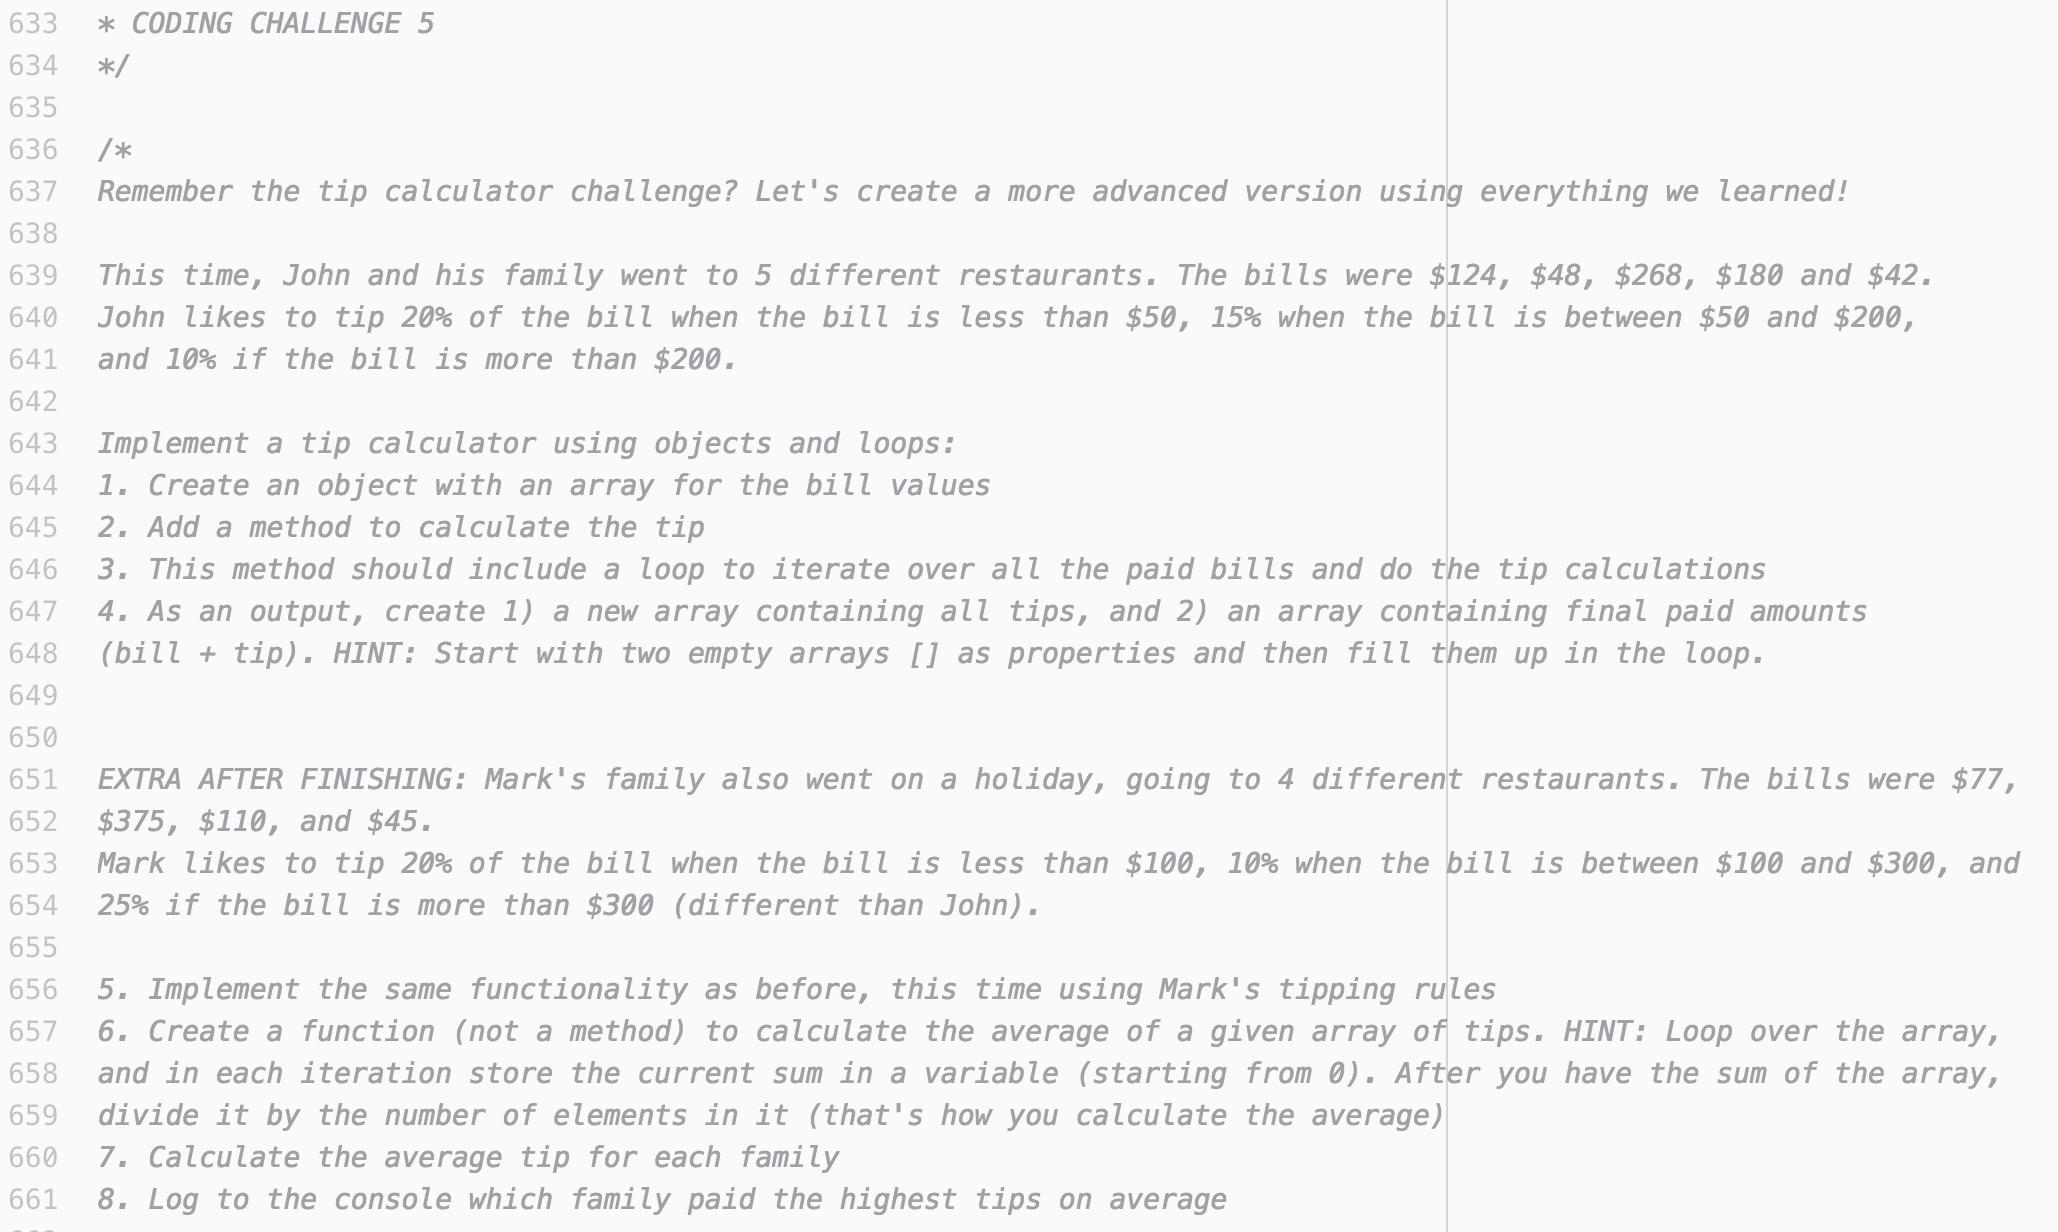 633 * CODING CHALLENGE 5
634 */
635
636 /*
637 Remember the tip calculator challenge? Let's create a more advanced version using everything we learned!
638
639 This time, John and his family went to 5 different restaurants. The bills were $124, $48, $268, $180 and $42.
640 John likes to tip 20% of the bill when the bill is less than $50, 15% when the bill is between $50 and $200,
641 and 10% if the bill is more than $200.
642
643 Implement a tip calculator using objects and loops:
644 1. Create an object with an array for the bill values
645 2. Add a method to calculate the tip
646 3. This method should include a loop to iterate over all the paid bills and do the tip calculations
647 4. As an output, create 1) a new array containing all tips, and 2) an array containing final paid amounts
648 (bill + tip). HINT: Start with two empty arrays [] as properties and then fill them up in the loop.
649
650
651 EXTRA AFTER FINISHING: Mark's family also went on a holiday, going to 4 different restaurants. The bills were $77,
652 $375, $110, and $45.
653 Mark likes to tip 20% of the bill when the bill is less than $100, 10% when the bill is between $100 and $300, and
654 25% if the bill is more than $300 (different than John).
655
656 5. Implement the same functionality as before, this time using Mark's tipping rules
657 6. Create a function (not a method) to calculate the average of a given array of tips. HINT: Loop over the array,
658 and in each iteration store the current sum in a variable (starting from 0). After you have the sum of the array,
659 divide it by the number of elements in it (that's how you calculate the average)
660 7. Calculate the average tip for each family
661 8. Log to the console which family paid the highest tips on average